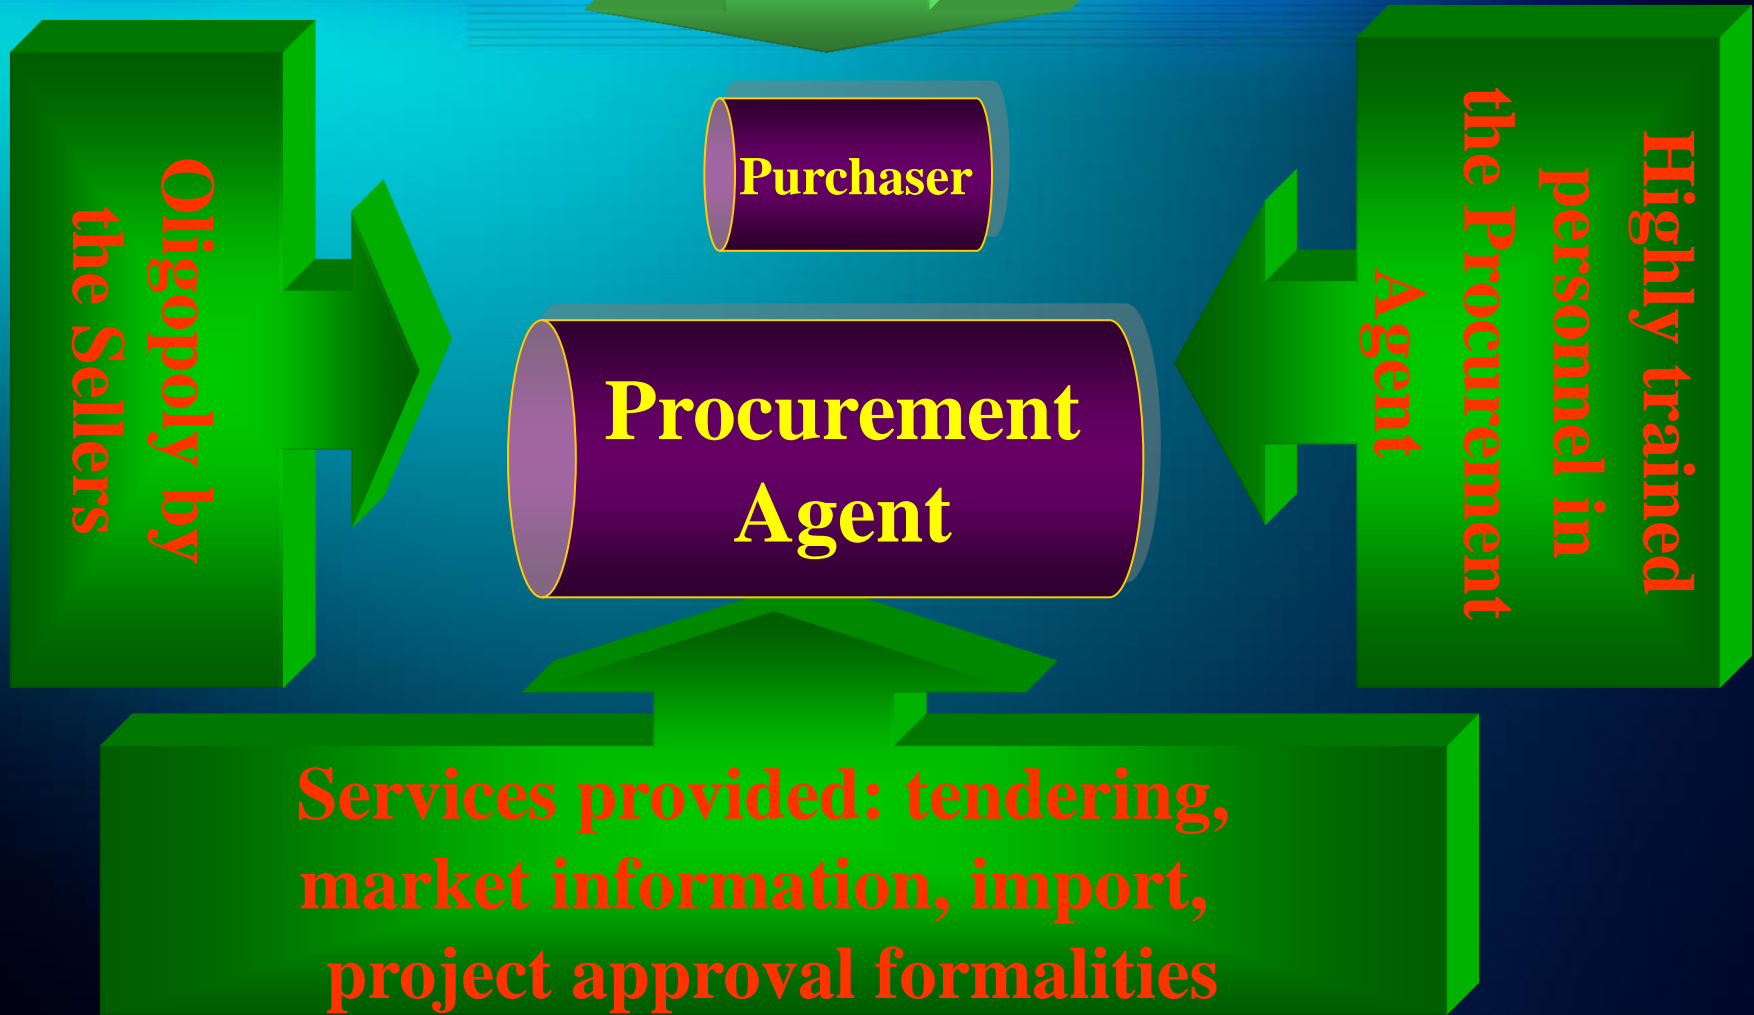 Purchaser
Procurement
Agent
Oligopoly by
the Sellers
Highly trained
personnel in
the Procurement
Agent
Services provided: tendering,
market information, import,
project approval formalities